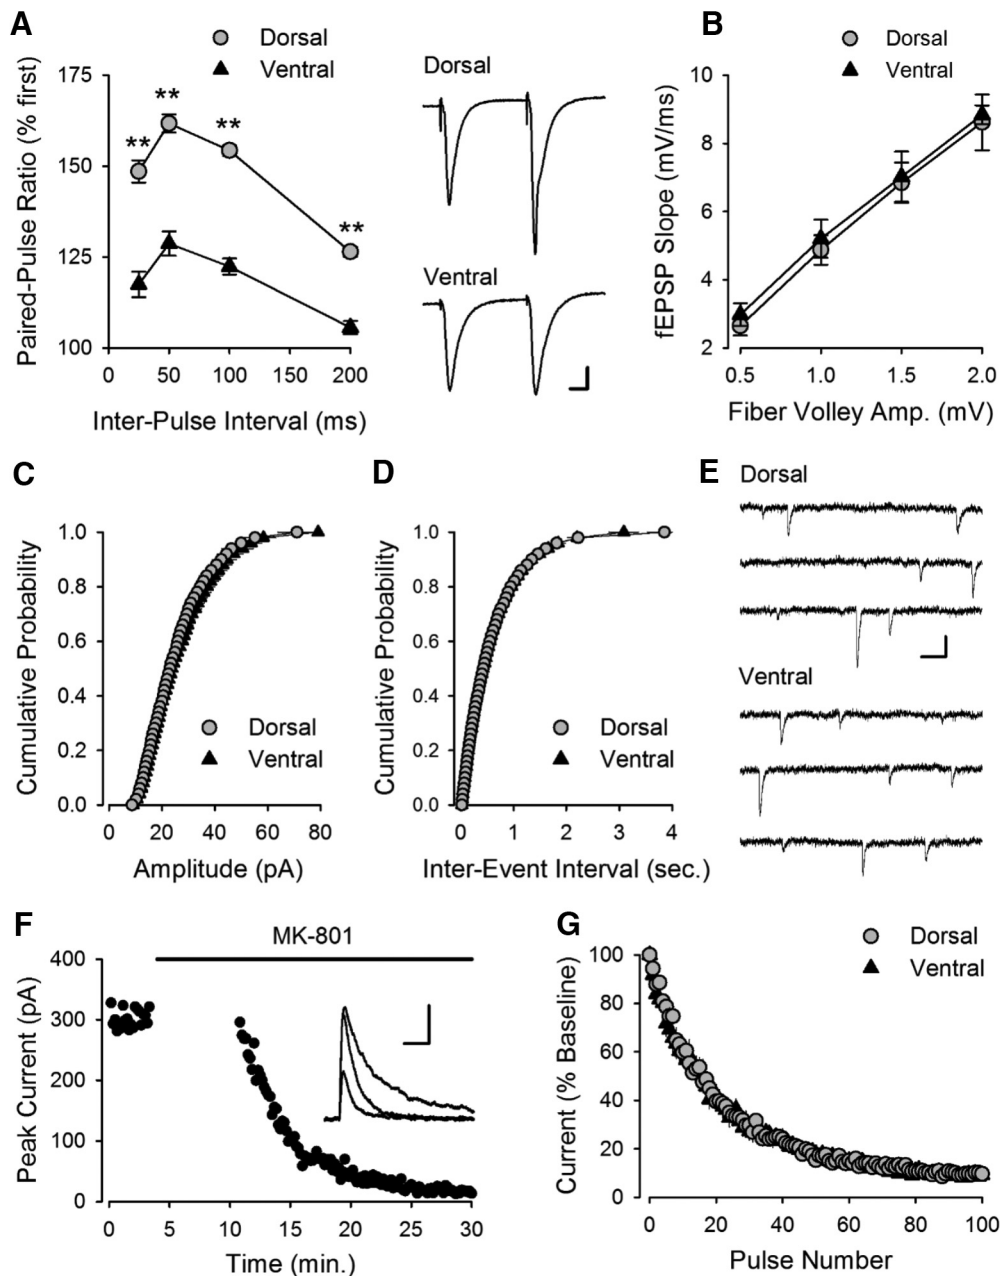 A
Dorsal
Ventral
Paired-Pulse Ratio (% first)
175
150
125
100
**
**
**
**
0
50
100
150
200
Inter-Pulse Interval (ms)
Dorsal
Ventral
B
Dorsal
Ventral
fEPSP Slope (mV/ms)
10
8
6
4
2
0.5
1.0
1.5
2.0
Fiber Volley Amp. (mV)
C
Cumulative Probability
1.0
0.8
0.6
0.4
0.2
0.0
Dorsal
Ventral
0
20
40
60
80
Amplitude (pA)
D
Cumulative Probability
1.0
0.8
0.6
0.4
0.2
0.0
Dorsal
Ventral
0
1
2
3
4
Inter-Event Interval (sec.)
E
Dorsal
Ventral
F
MK-801
Peak Current (pA)
400
300
200
100
0
0
5
10
15
20
25
30
Time (min.)
G
Dorsal
Ventral
Current (% Baseline)
100
80
60
40
20
0
0
20
40
60
80
100
Pulse Number